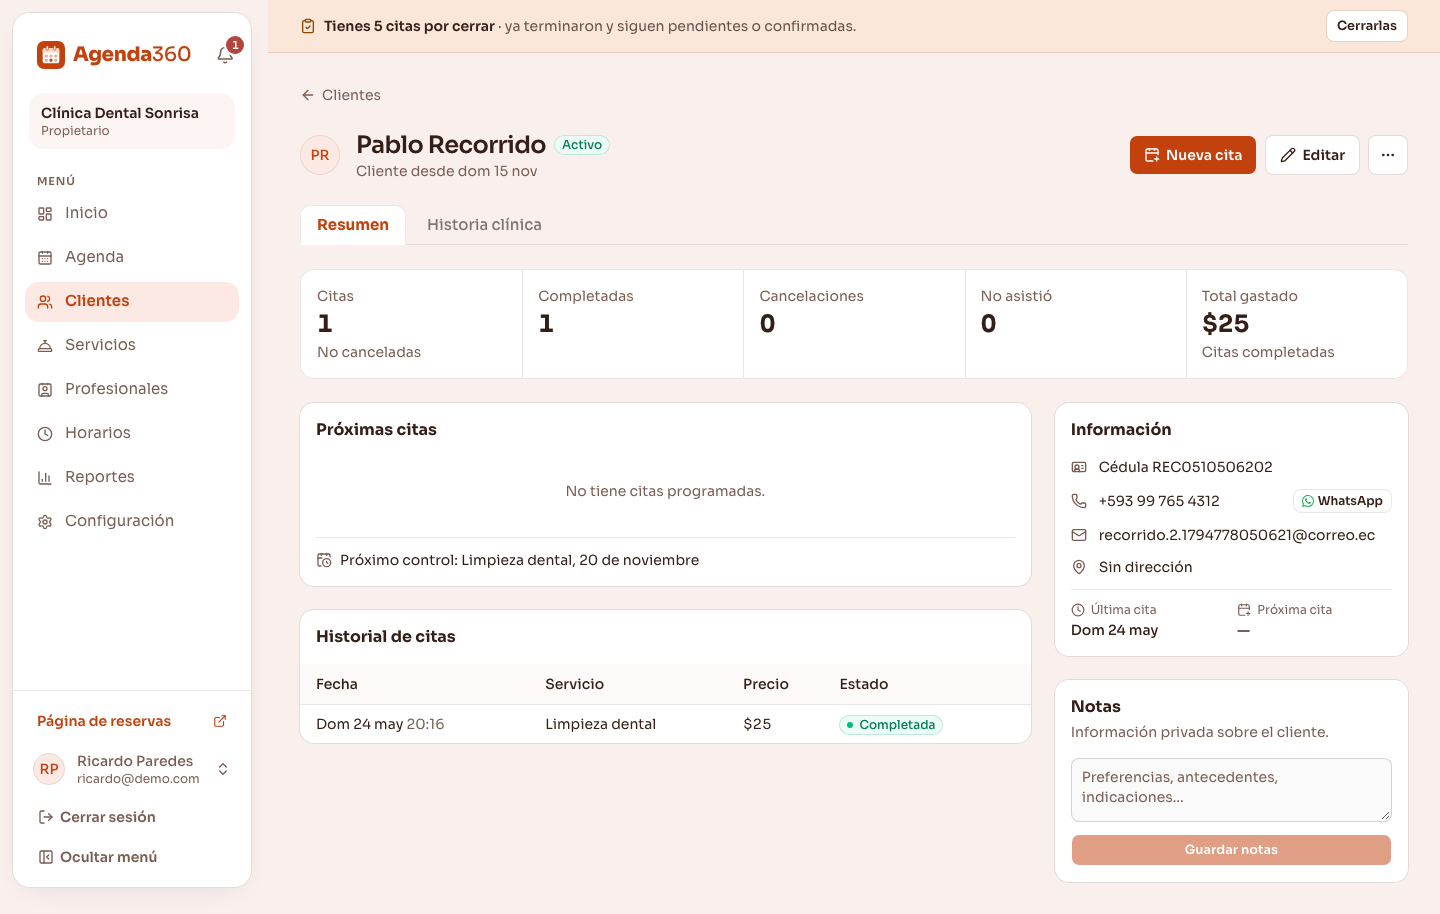 Tienes 5 citas por cerrar · ya terminaron y siguen pendientes o confirmadas.
Cerrarlas
Agenda360
1
Clínica Dental Sonrisa
Propietario
MENÚ
Inicio
Agenda
Clientes
Servicios
Profesionales
Horarios
Reportes
Configuración
Página de reservas
RP
Ricardo Paredes
ricardo@demo.com
Cerrar sesión
Ocultar menú
Clientes
PR
Pablo Recorrido
Activo
Cliente desde dom 15 nov
Nueva cita
Editar
Resumen
Historia clínica
Citas
1
No canceladas
Completadas
1
Cancelaciones
0
No asistió
0
Total gastado
$25
Citas completadas
Próximas citas
No tiene citas programadas.
Próximo control: Limpieza dental, 20 de noviembre
Historial de citas
Fecha Servicio Precio Estado
Dom 24 may 20:16 Limpieza dental $25 Completada
Información
Cédula REC0510506202
+593 99 765 4312
WhatsApp
recorrido.2.1794778050621@correo.ec
Sin dirección
Última cita
Dom 24 may
Próxima cita
—
Notas
Información privada sobre el cliente.
Preferencias, antecedentes,
indicaciones...
Guardar notas